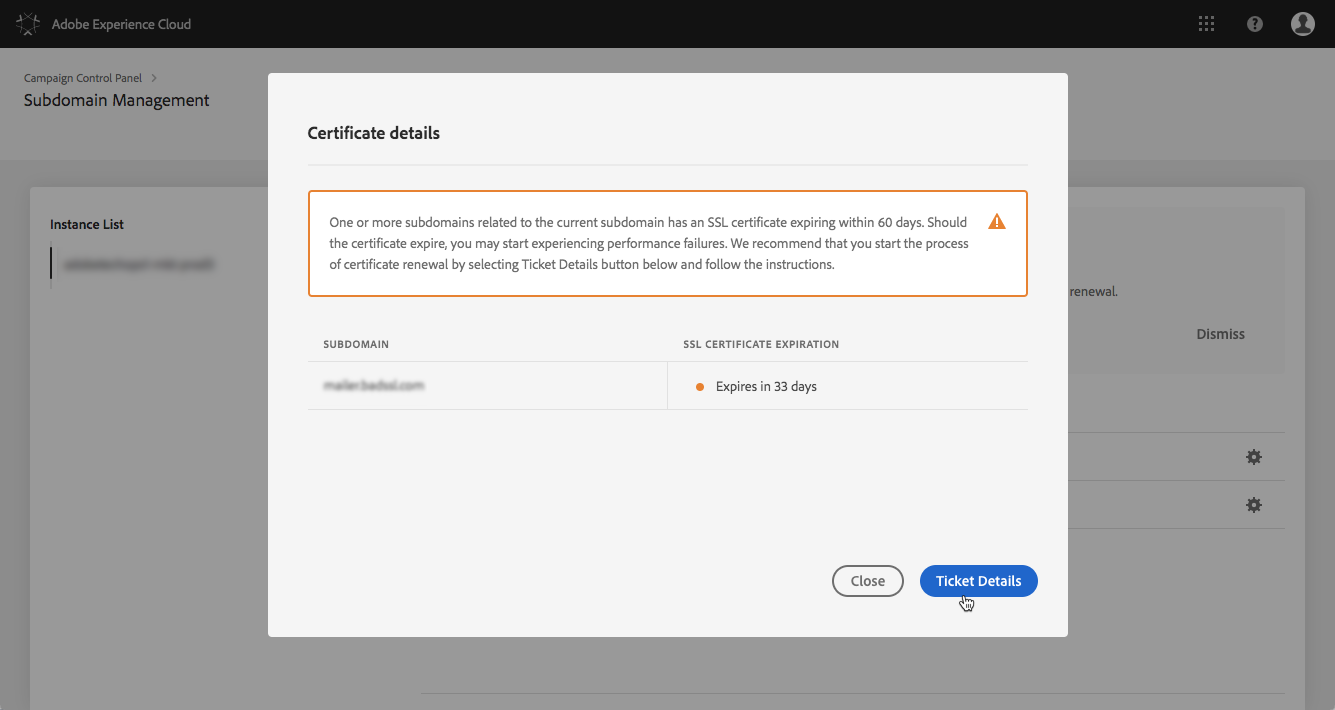 Adobe Experience Cloud
Campaign Control Panel
Subdomain Management
Instance List
Certificate details
One or more subdomains related to the current subdomain has an SSL certificate expiring within 60 days. Should
the certificate expire, you may start experiencing performance failures. We recommend that you start the process
of certificate renewal by selecting Ticket Details button below and follow the instructions.
renewal.
Dismiss
SUBDOMAIN SSL CERTIFICATE EXPIRATION
mailer.badssl.com Expires in 33 days
Close Ticket Details